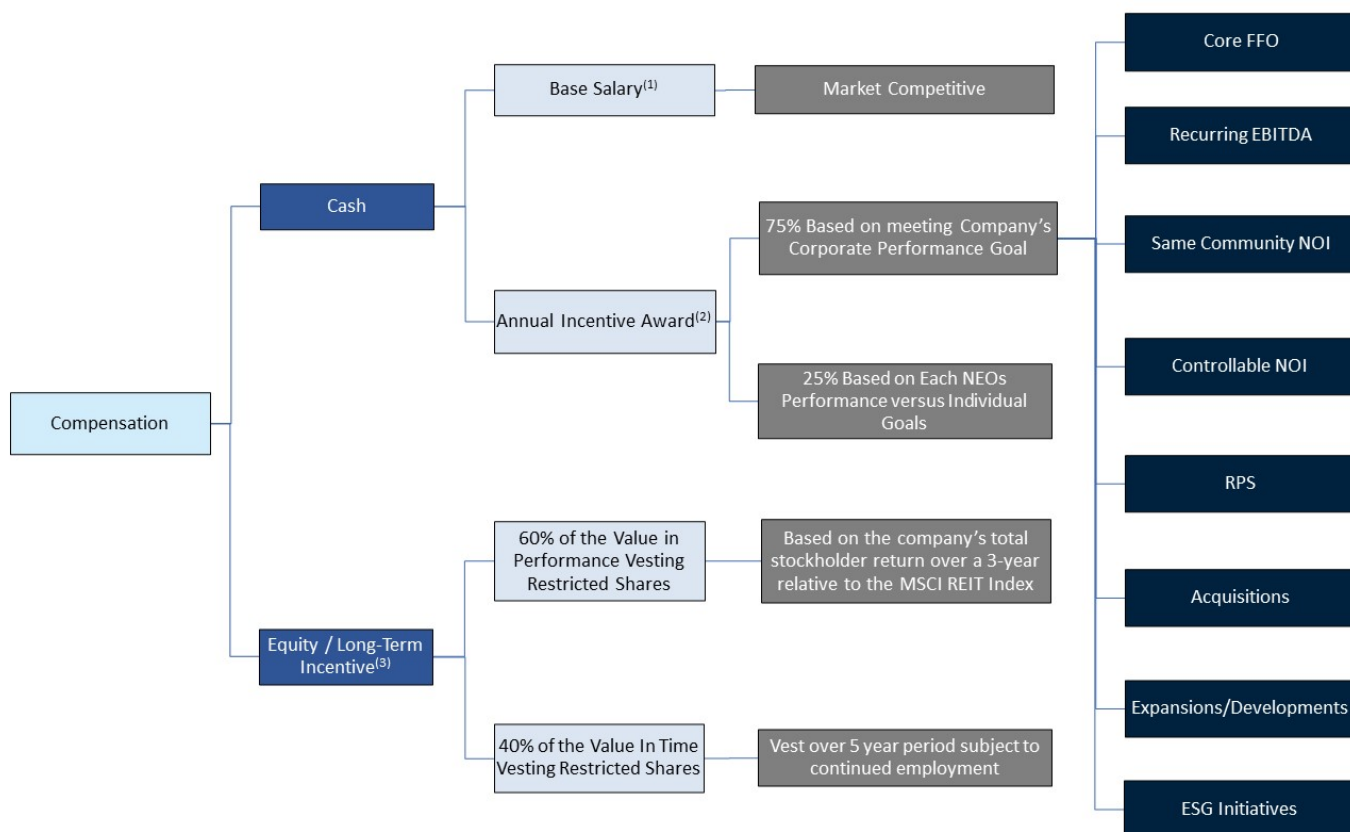 Compensation
Cash
Equity / Long-Term
Incentive(3)
Base Salary(1)
Annual Incentive Award(2)
60% of the Value in
Performance Vesting
Restricted Shares
40% of the Value In Time
Vesting Restricted Shares
Market Competitive
75% Based on meeting Company’s
Corporate Performance Goal
25% Based on Each NEOs
Performance versus Individual
Goals
Based on the company’s total
stockholder return over a 3-year
relative to the MSCI REIT Index
Vest over 5 year period subject to
continued employment
Core FFO
Recurring EBITDA
Same Community NOI
Controllable NOI
RPS
Acquisitions
Expansions/Developments
ESG Initiatives